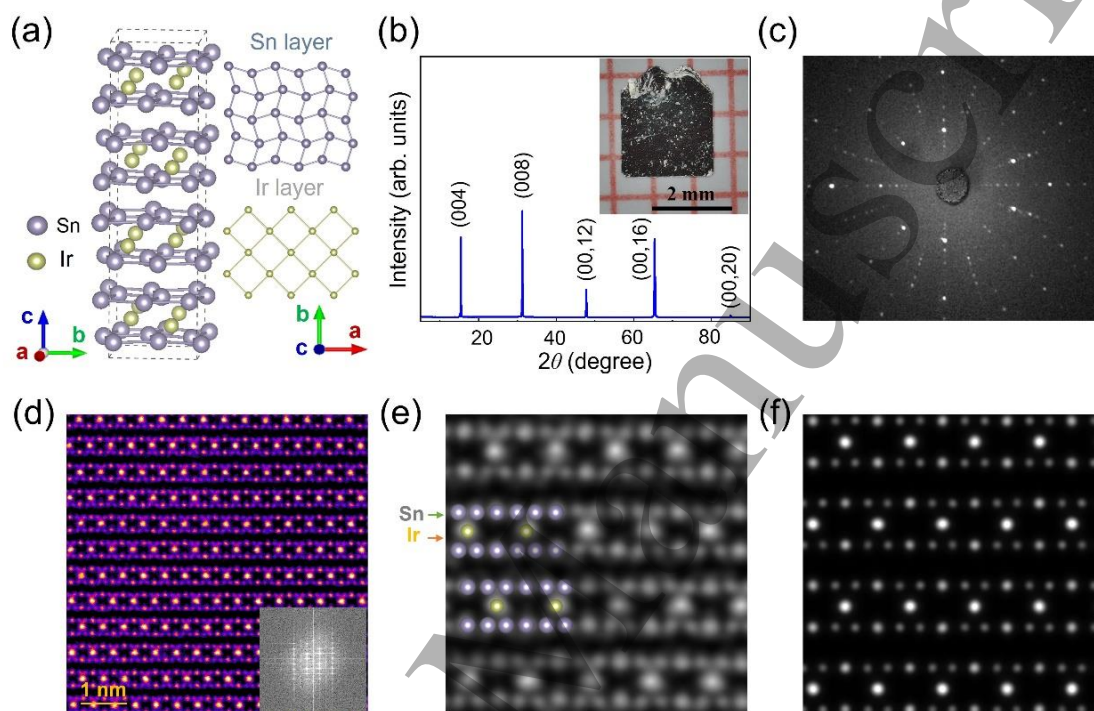 (a)
Sn layer
Ir layer
Sn
Ir
c
b
a
b
c
a
(b)
Intensity (arb. units)
(004)
(008)
(00,12)
(00,16)
(00,20)
2 mm
20
40
60
80
2θ (degree)
(c)
(d)
1 nm
(e)
Sn
Ir
(f)